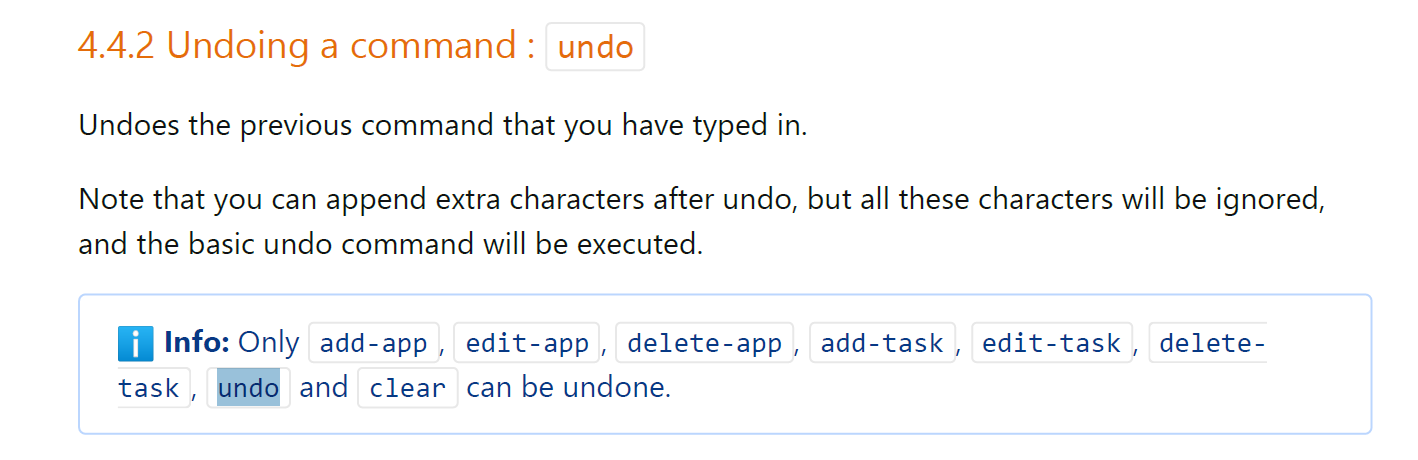 4.4.2 Undoing a command : undo
Undoes the previous command that you have typed in.
Note that you can append extra characters after undo, but all these characters will be ignored,
and the basic undo command will be executed.
Info: Only add-app, edit-app, delete-app, add-task, edit-task, delete-
task, undo and clear can be undone.